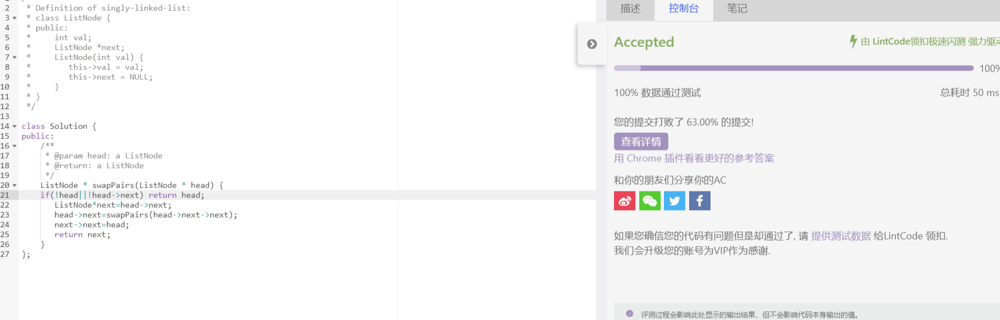 2 * Definition of singly-linked-list:
3 * class ListNode {
4 * public:
5 *     int val;
6 *     ListNode *next;
7 *     ListNode(int val) {
8 *        this->val = val;
9 *        this->next = NULL;
10 *     }
11 * }
12 */
13
14 class Solution {
15 public:
16     /**
17      * @param head: a ListNode
18      * @return: a ListNode
19      */
20     ListNode * swapPairs(ListNode * head) {
21     if(!head||!head->next) return head;
22        ListNode*next=head->next;
23        head->next=swapPairs(head->next->next);
24        next->next=head;
25        return next;
26     }
27 };
描述 控制台 笔记
Accepted
由 LintCode领扣极速闪测 强力驱动
100%
100% 数据通过测试 总耗时 50 ms
您的提交打败了 63.00% 的提交!
查看详情
用 Chrome 插件看看更好的参考答案
和你的朋友们分享你的AC
如果您确信您的代码有问题但是却通过了, 请 提供测试数据 给LintCode 领扣.
我们会升级您的账号为VIP作为感谢.
评测过程会影响此处显示的输出结果，但不会影响代码本身输出的值。